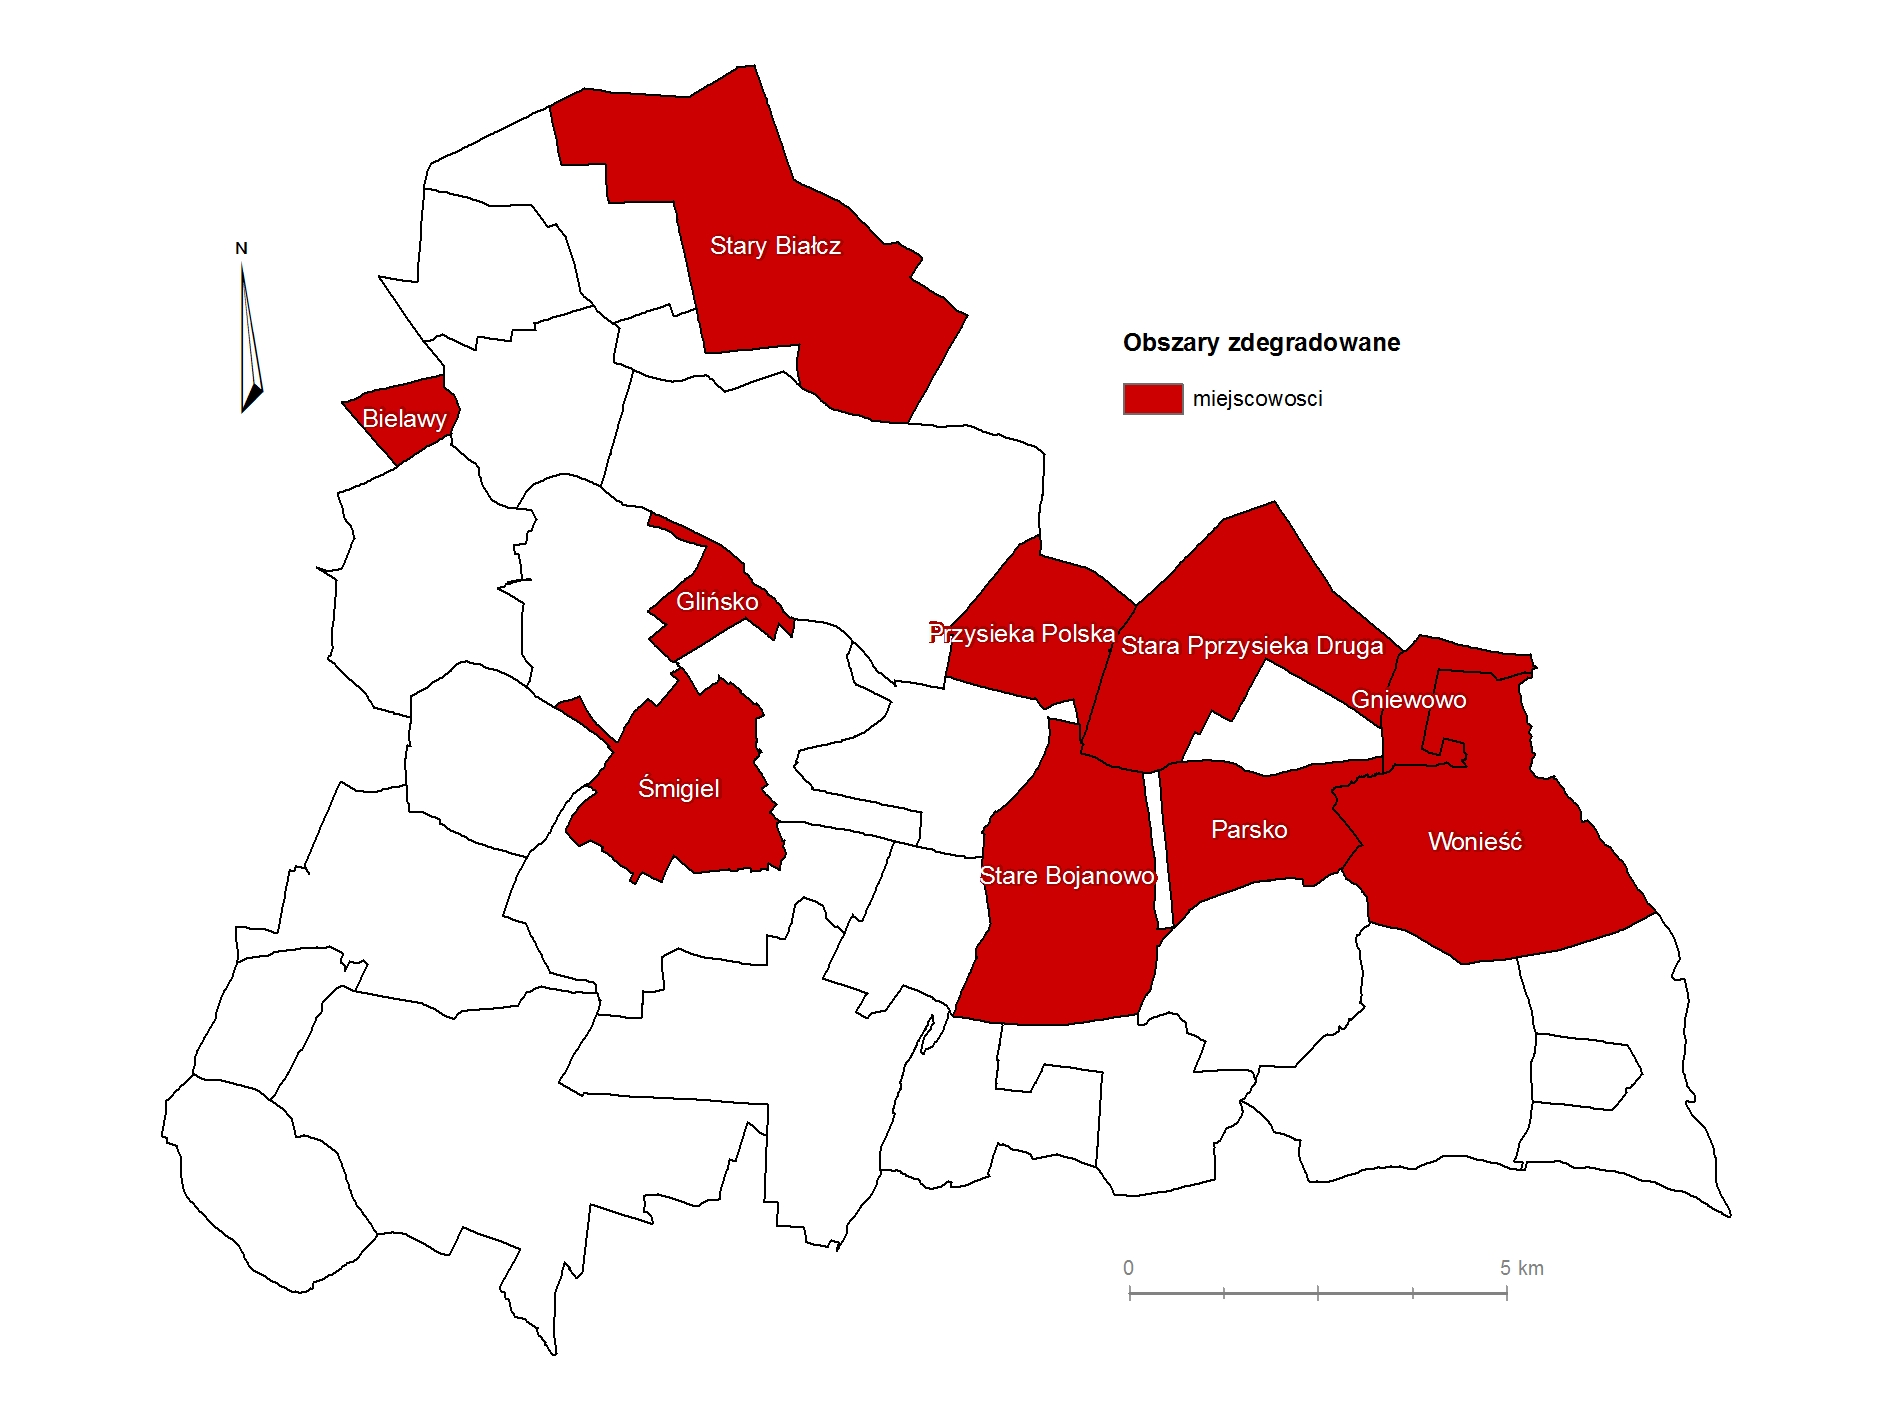 Stary Białcz
N
Obszary zdegradowane
miejscowosci
Bielawy
Glińsko
Przysieka Polska
Stara Pprzysieka Druga
Gniewowo
Śmigiel
Parsko
Wonieść
Stare Bojanowo
0
5 km